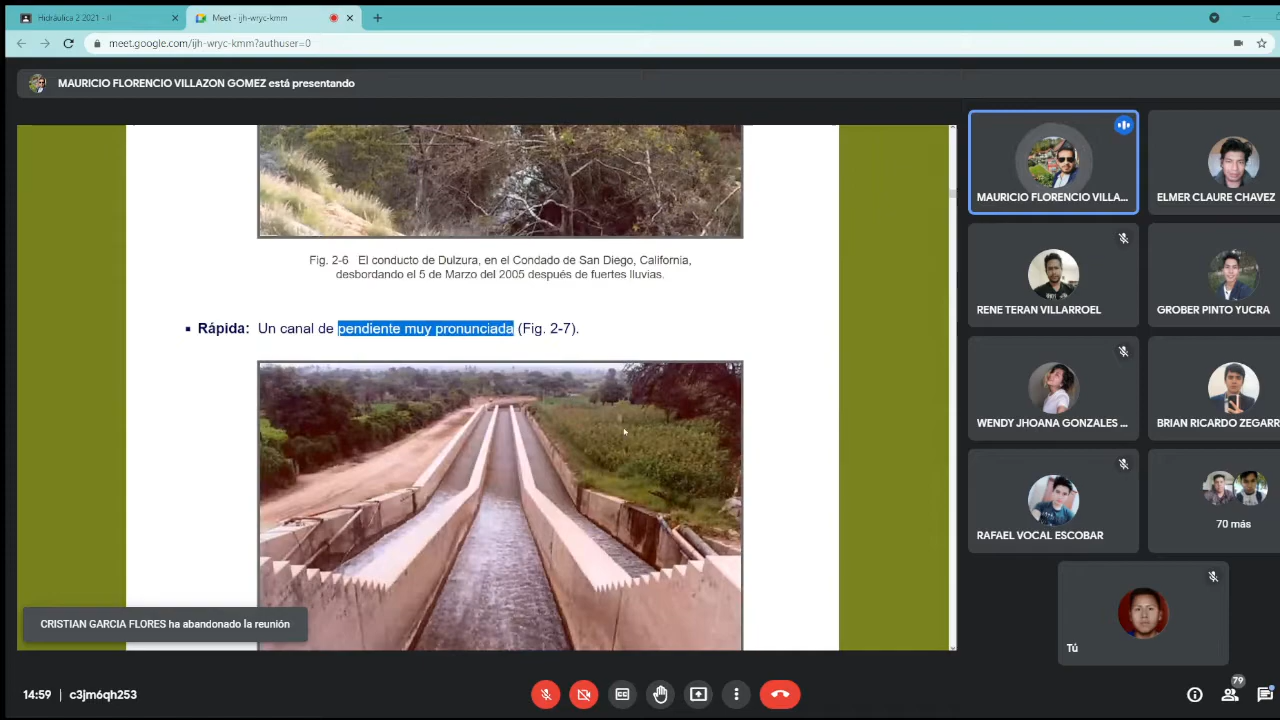 Hidráulica 2 2021 - II
Meet - ijh-wryc-kmm
meet.google.com/ijh-wryc-kmm?authuser=0
MAURICIO FLORENCIO VILLAZON GOMEZ está presentando
Fig. 2-6 El conducto de Dulzura, en el Condado de San Diego, California,
desbordando el 5 de Marzo del 2005 después de fuertes lluvias.
Rápida: Un canal de pendiente muy pronunciada (Fig. 2-7).
MAURICIO FLORENCIO VILLA...
ELMER CLAURE CHAVEZ
RENE TERAN VILLARROEL
GROBER PINTO YUCRA
WENDY JHOANA GONZALES ...
BRIAN RICARDO ZEGARR
RAFAEL VOCAL ESCOBAR
70 más
Tú
CRISTIAN GARCIA FLORES ha abandonado la reunión
14:59 | c3jm6qh253
79